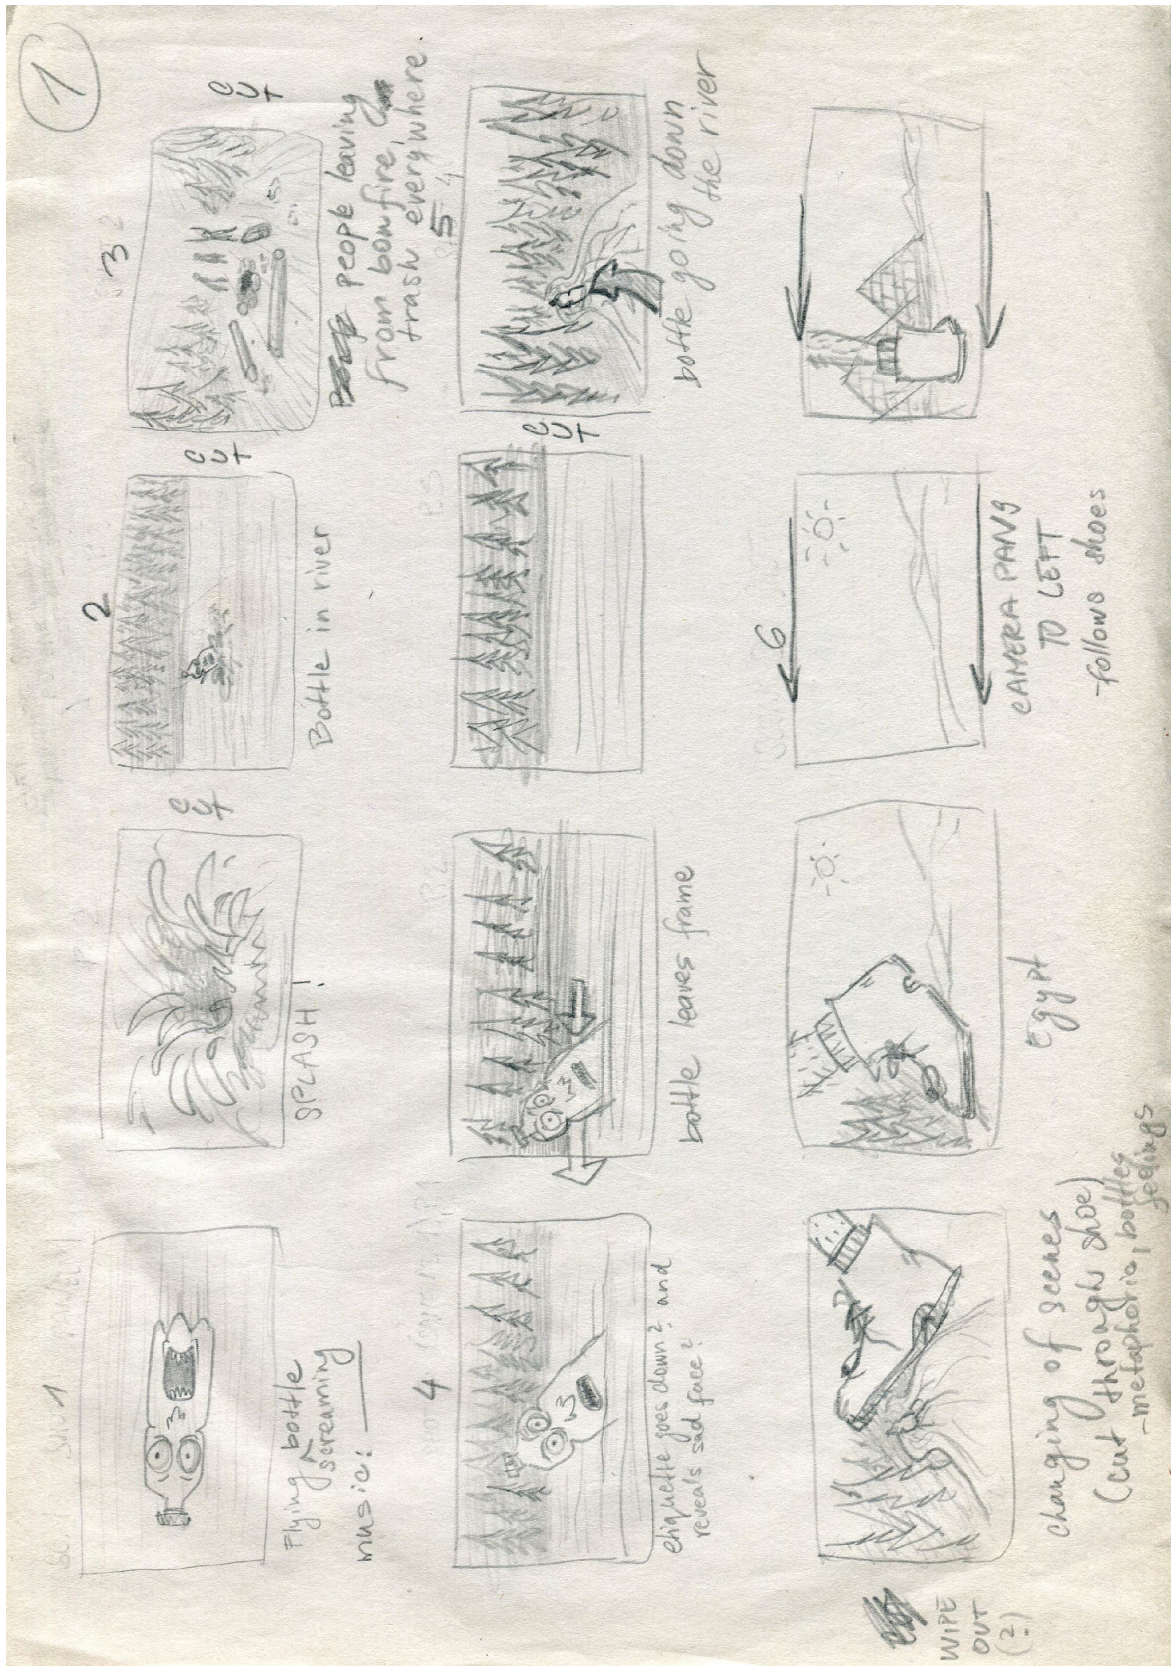 1
Sc. 1
Flying bottle
screaming
music:
SPLASH!
CUT
2
Bottle in river
CUT
3
people leaving
from bonfire,
trash everywhere.
CUT
4
etiquette goes down? and
reveals sad face?
bottle leaves frame
CUT
5
bottle going down
the river
WIPE
OUT
(?)
changing of scenes
(cut through shoe)
-metaphoric, bottles
feelings
Egypt
6
CAMERA PANS
TO LEFT
-follows shoes